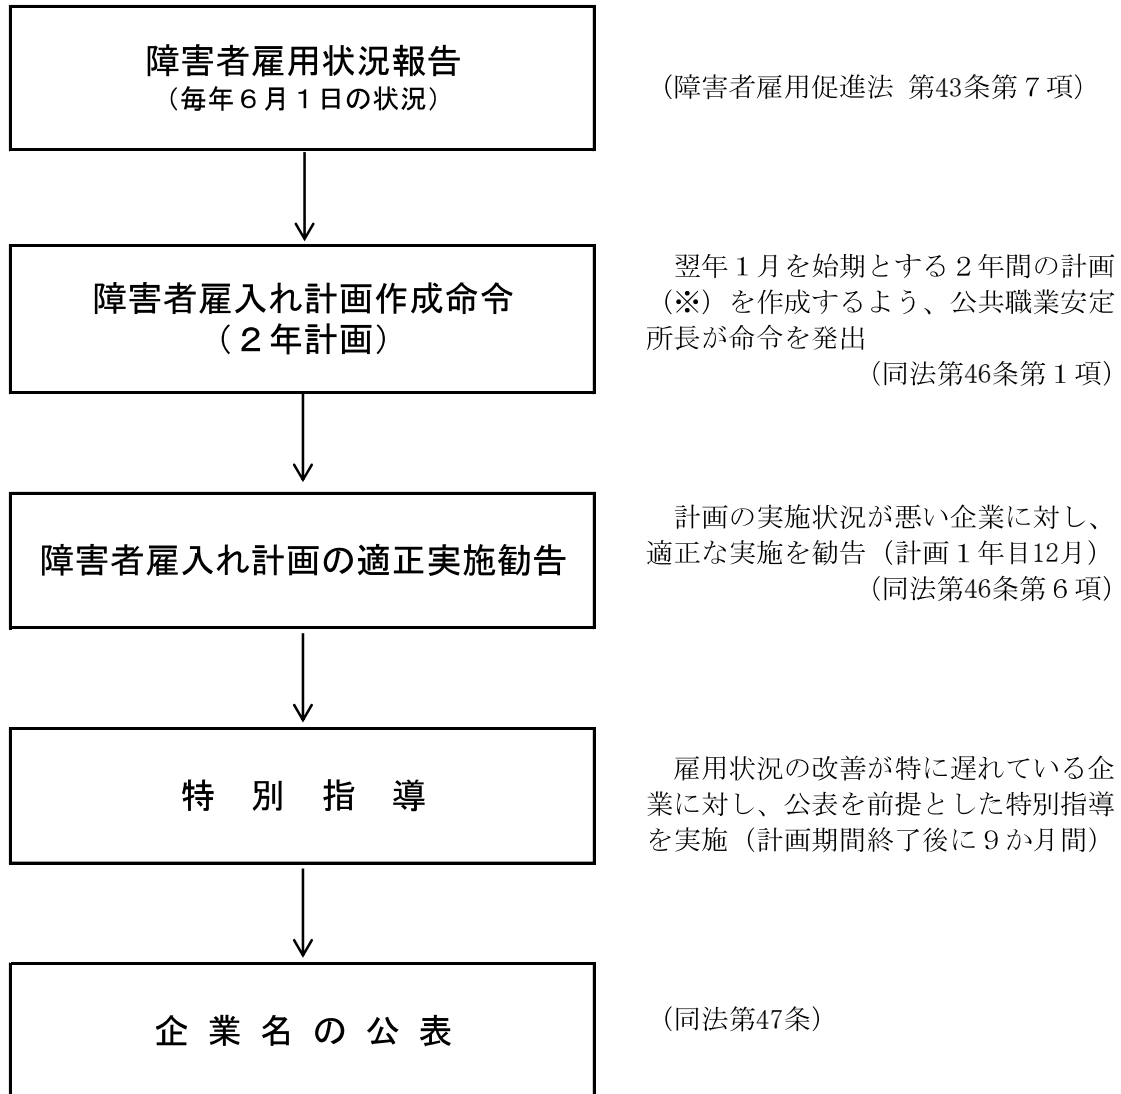 障害者雇用状況報告
（毎年６月１日の状況）
（障害者雇用促進法 第43条第７項）
障害者雇入れ計画作成命令
（２年計画）
翌年１月を始期とする２年間の計画
（※）を作成するよう、公共職業安定
所長が命令を発出
（同法第46条第１項）
障害者雇入れ計画の適正実施勧告
計画の実施状況が悪い企業に対し、
適正な実施を勧告（計画１年目12月）
（同法第46条第６項）
特　別　指　導
雇用状況の改善が特に遅れている企
業に対し、公表を前提とした特別指導
を実施（計画期間終了後に９か月間）
企 業 名 の 公 表
（同法第47条）